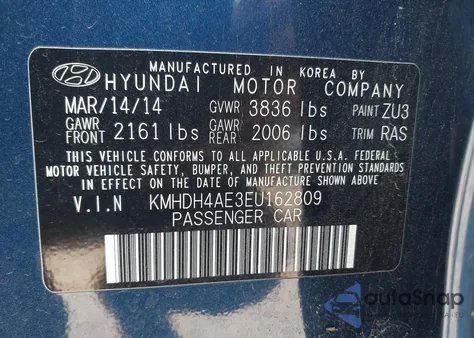 MANUFACTURED IN KOREA BY
HYUNDAI MOTOR COMPANY
MAR/14/14 GVWR 3836 lbs PAINT ZU3
GAWR FRONT 2161 lbs GAWR REAR 2006 lbs TRIM RAS
THIS VEHICLE CONFORMS TO ALL APPLICABLE U.S.A. FEDERAL
MOTOR VEHICLE SAFETY, BUMPER, AND THEFT PREVENTION
STANDARDS IN EFFECT ON THE DATE OF MANUFACTURE SHOWN ABOVE.
V.I.N KMHDH4AE3EU162809
PASSENGER CAR
autoSnap